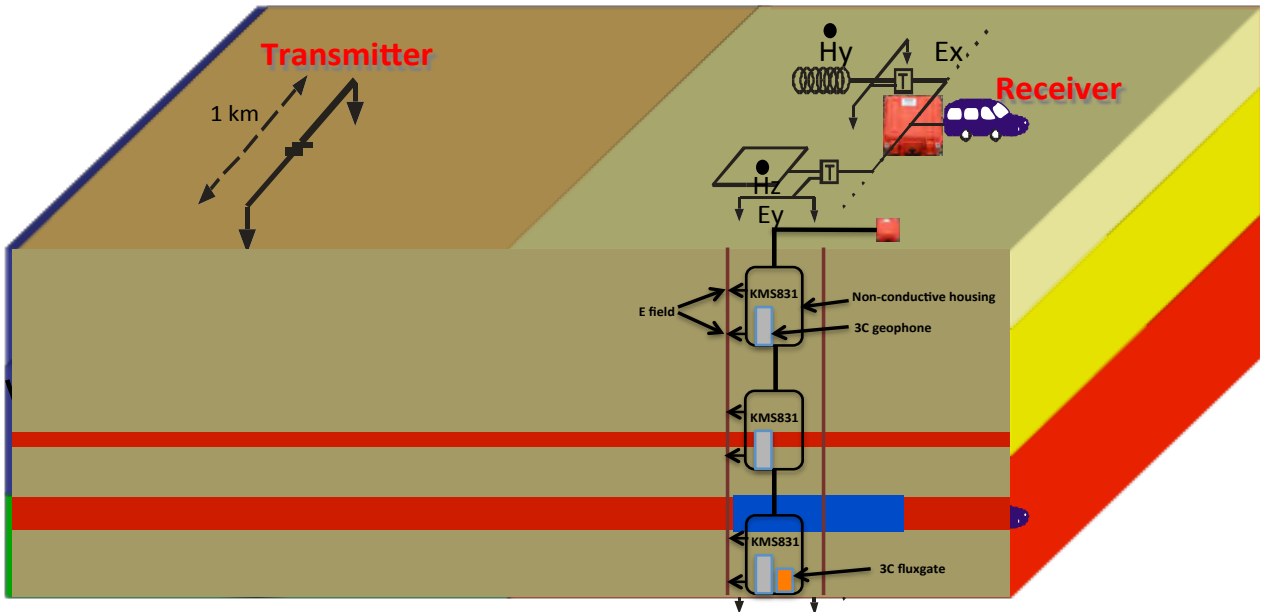 Transmitter
1 km
Hy
Ex
T
Receiver
Hz
T
Ey
KMS831
Non-conductive housing
E field
3C geophone
KMS831
KMS831
3C fluxgate